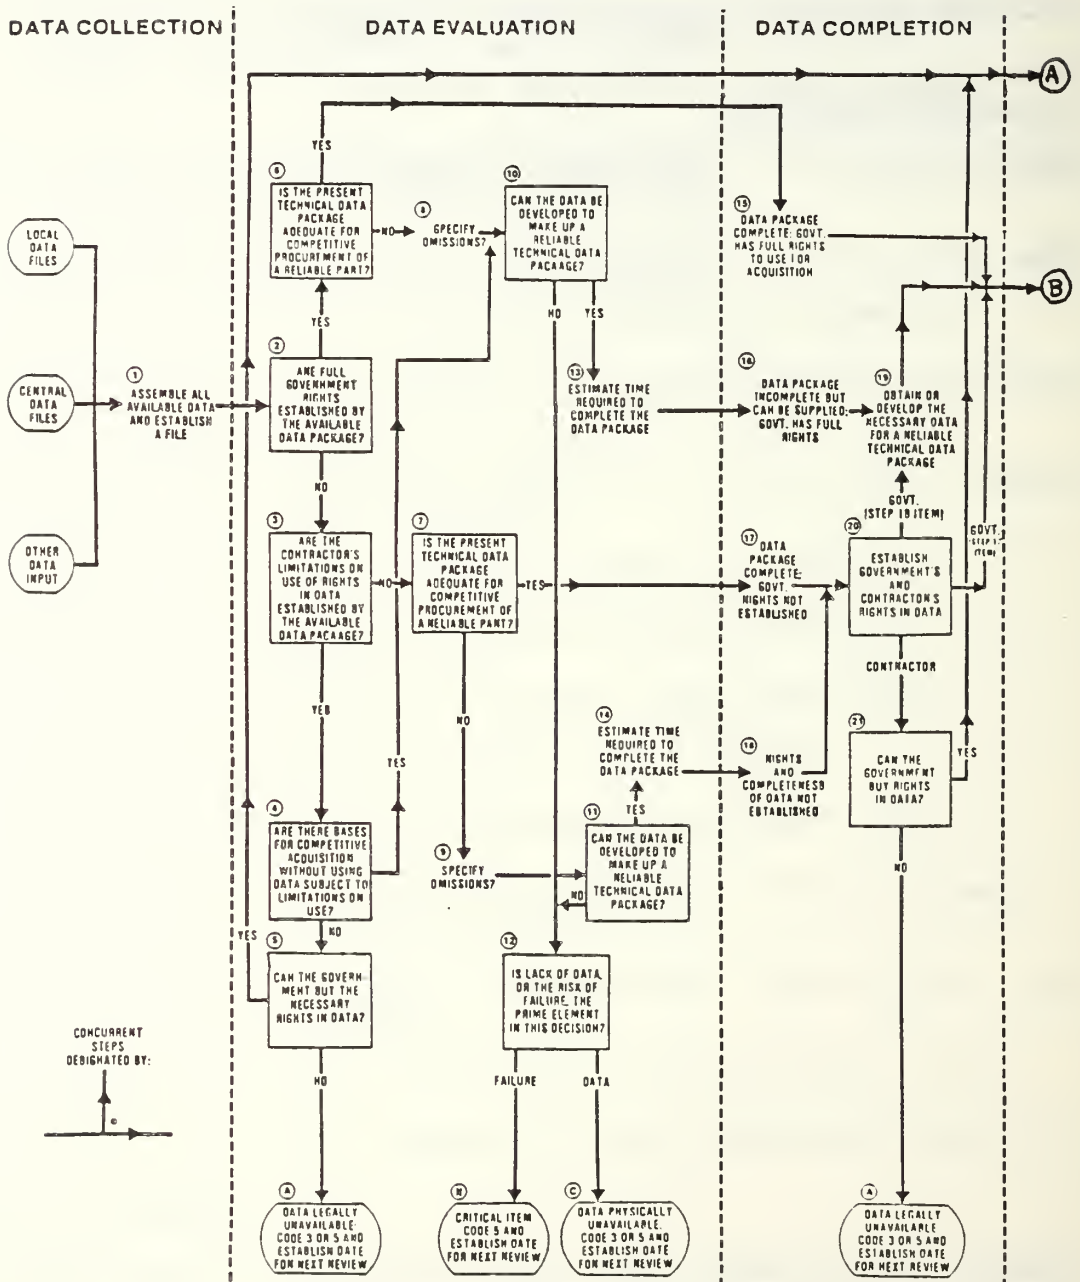 DATA COLLECTION
DATA EVALUATION
DATA COMPLETION
A
YES
6
IS THE PRESENT
TECHNICAL DATA
PACKAGE
ADEQUATE FOR
COMPETITIVE
PROCUREMENT OF
A RELIABLE PART?
NO
8
SPECIFY
OMISSIONS?
10
CAN THE DATA BE
DEVELOPED TO
MAKE UP A
RELIABLE
TECHNICAL DATA
PACKAGE?
15
DATA PACKAGE
COMPLETE; GOVT.
HAS FULL RIGHTS
TO USE FOR
ACQUISITION
LOCAL
DATA
FILES
B
YES
NO
YES
2
ARE FULL
GOVERNMENT
RIGHTS
ESTABLISHED BY
THE AVAILABLE
DATA PACKAGE?
CENTRAL
DATA
FILES
1
ASSEMBLE ALL
AVAILABLE DATA
AND ESTABLISH
A FILE
13
ESTIMATE TIME
REQUIRED TO
COMPLETE THE
DATA PACKAGE
16
DATA PACKAGE
INCOMPLETE BUT
CAN BE SUPPLIED;
GOVT. HAS FULL
RIGHTS
19
OBTAIN OR
DEVELOP THE
NECESSARY DATA
FOR A RELIABLE
TECHNICAL DATA
PACKAGE
NO
GOVT.
(STEP 18 ITEM)
GOVT.
ITEM)
3
ARE THE
CONTRACTOR'S
LIMITATIONS ON
USE OF RIGHTS
IN DATA
ESTABLISHED BY
THE AVAILABLE
DATA PACKAGE?
NO
7
IS THE PRESENT
TECHNICAL DATA
PACKAGE
ADEQUATE FOR
COMPETITIVE
PROCUREMENT OF
A RELIABLE PART?
YES
17
DATA
PACKAGE
COMPLETE;
GOVT.
RIGHTS NOT
ESTABLISHED
20
ESTABLISH
GOVERNMENT'S
AND
CONTRACTOR'S
RIGHTS IN DATA
OTHER
DATA
INPUT
CONTRACTOR
YES
NO
YES
14
ESTIMATE TIME
REQUIRED TO
COMPLETE THE
DATA PACKAGE
18
RIGHTS
AND
COMPLETENESS
OF DATA NOT
ESTABLISHED
21
CAN THE
GOVERNMENT
BUY RIGHTS
IN DATA?
YES
YES
4
ARE THERE BASES
FOR COMPETITIVE
ACQUISITION
WITHOUT USING
DATA SUBJECT TO
LIMITATIONS ON
USE?
9
SPECIFY
OMISSIONS?
11
CAN THE DATA BE
DEVELOPED TO
MAKE UP A
RELIABLE
TECHNICAL DATA
PACKAGE?
NO
NO
NO
YES
5
CAN THE GOVERN
MENT BUT THE
NECESSARY
RIGHTS IN DATA?
12
IS LACK OF DATA,
OR THE RISK OF
FAILURE, THE
PRIME ELEMENT
IN THIS DECISION?
CONCURRENT
STEPS
DESIGNATED BY:
NO
FAILURE
DATA
A
DATA LEGALLY
UNAVAILABLE
CODE 3 OR 5 AND
ESTABLISH DATE
FOR NEXT REVIEW
CRITICAL ITEM
CODE 5 AND
ESTABLISH DATE
FOR NEXT REVIEW
C
DATA PHYSICALLY
UNAVAILABLE.
CODE 3 OR 5 AND
ESTABLISH DATE
FOR NEXT REVIEW
A
DATA LEGALLY
UNAVAILABLE
CODE 3 OR 5 AND
ESTABLISH DATE
FOR NEXT REVIEW